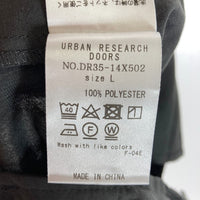 URBAN RESEARCH
DOORS
NO.DR35-14X502
size L
100% POLYESTER
40
Wash with like colors
F-04E
MADE IN CHINA